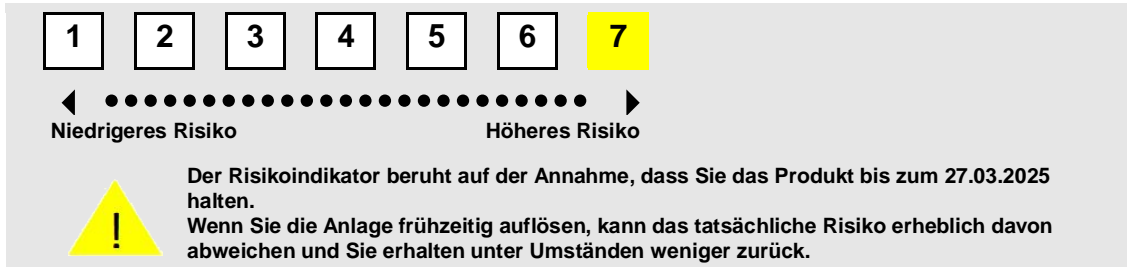 1 2 3 4 5 6 7
Niedrigeres Risiko Höheres Risiko
Der Risikoindikator beruht auf der Annahme, dass Sie das Produkt bis zum 27.03.2025
halten.
Wenn Sie die Anlage frühzeitig auflösen, kann das tatsächliche Risiko erheblich davon
abweichen und Sie erhalten unter Umständen weniger zurück.
!